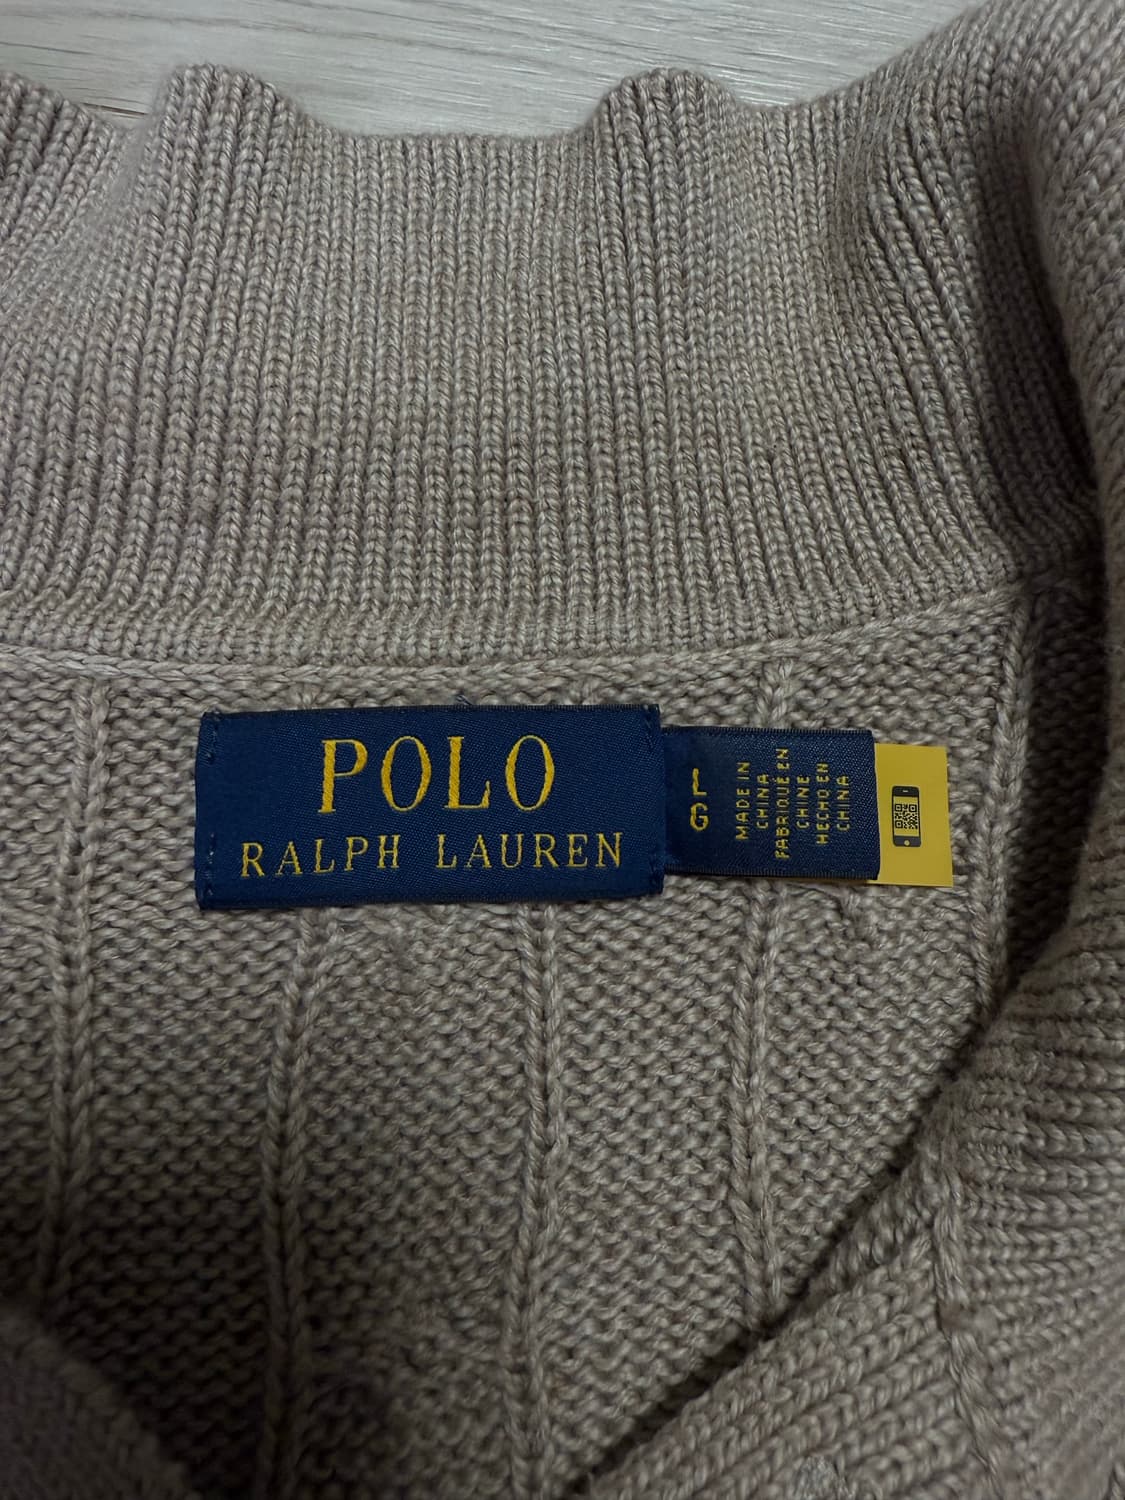 POLO
RALPH LAUREN
L
G
MADE IN
CHINA
FABRIQUÉ EN
CHINE
HECHO EN
CHINA